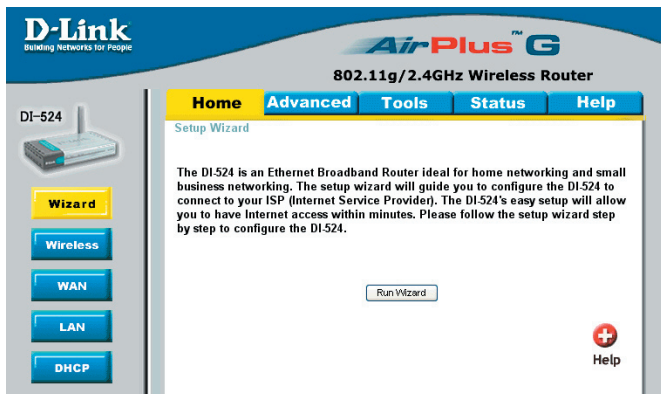 D-Link
Building Networks for People
AirPlus™ G
802.11g/2.4GHz Wireless Router
DI-524
Home Advanced Tools Status Help
Setup Wizard
The DI-524 is an Ethernet Broadband Router ideal for home networking and small
business networking. The setup wizard will guide you to configure the DI-524 to
connect to your ISP (Internet Service Provider). The DI-524's easy setup will allow
you to have Internet access within minutes. Please follow the setup wizard step
by step to configure the DI-524.
Wizard
Wireless
WAN
LAN
DHCP
Run Wizard
Help